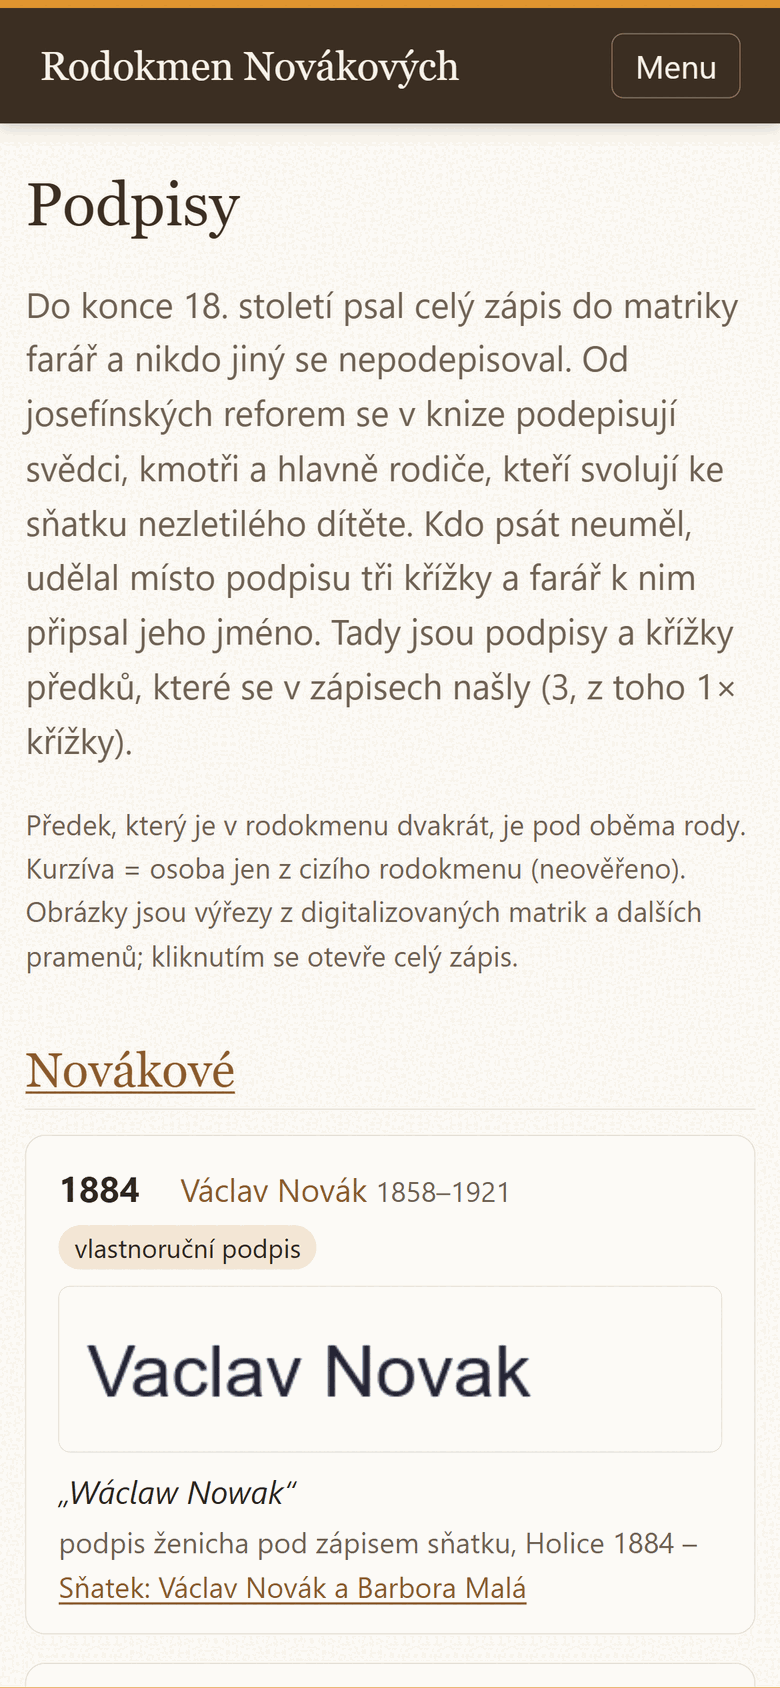 Rodokmen Novákových
Menu
Podpisy
Do konce 18. století psal celý zápis do matriky
farář a nikdo jiný se nepodepisoval. Od
josefínských reforem se v knize podepisují
svědci, kmotři a hlavně rodiče, kteří svolují ke
sňatku nezletilého dítěte. Kdo psát neuměl,
udělal místo podpisu tři křížky a farář k nim
připsal jeho jméno. Tady jsou podpisy a křížky
předků, které se v zápisech našly (3, z toho 1×
křížky).
Předek, který je v rodokmenu dvakrát, je pod oběma rody.
Kurzíva = osoba jen z cizího rodokmenu (neověřeno).
Obrázky jsou výřezy z digitalizovaných matrik a dalších
pramenů; kliknutím se otevře celý zápis.
Novákové
1884 Václav Novák 1858–1921
vlastnoruční podpis
Vaclav Novak
„Wáclaw Nowak“
podpis ženicha pod zápisem sňatku, Holice 1884 –
Sňatek: Václav Novák a Barbora Malá